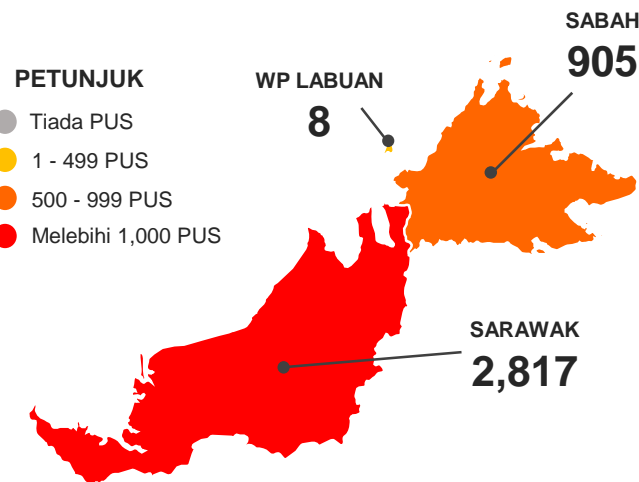 SABAH
905
WP LABUAN
8
PETUNJUK
Tiada PUS
1 - 499 PUS
500 - 999 PUS
Melebihi 1,000 PUS
SARAWAK
2,817